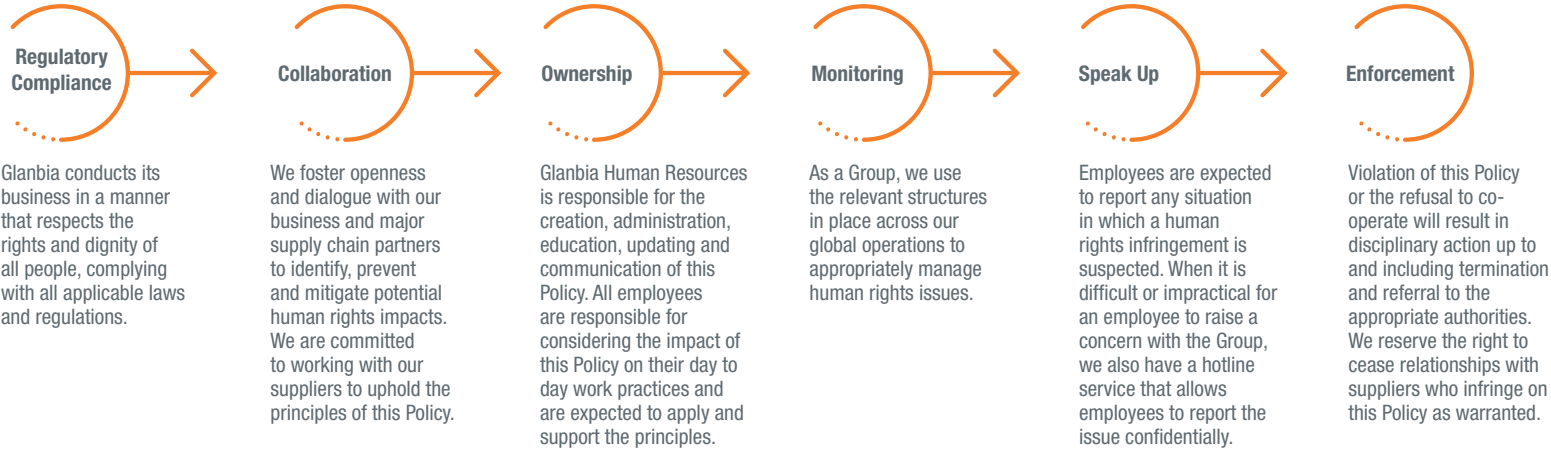 Regulatory
Compliance
Glanbia conducts its
business in a manner
that respects the
rights and dignity of
all people, complying
with all applicable laws
and regulations.
Collaboration
We foster openness
and dialogue with our
business and major
supply chain partners
to identify, prevent
and mitigate potential
human rights impacts.
We are committed
to working with our
suppliers to uphold the
principles of this Policy.
Ownership
Glanbia Human Resources
is responsible for the
creation, administration,
education, updating and
communication of this
Policy. All employees
are responsible for
considering the impact of
this Policy on their day to
day work practices and
are expected to apply and
support the principles.
Monitoring
As a Group, we use
the relevant structures
in place across our
global operations to
appropriately manage
human rights issues.
Speak Up
Employees are expected
to report any situation
in which a human
rights infringement is
suspected. When it is
difficult or impractical for
an employee to raise a
concern with the Group,
we also have a hotline
service that allows
employees to report the
issue confidentially.
Enforcement
Violation of this Policy
or the refusal to co-
operate will result in
disciplinary action up to
and including termination
and referral to the
appropriate authorities.
We reserve the right to
cease relationships with
suppliers who infringe on
this Policy as warranted.